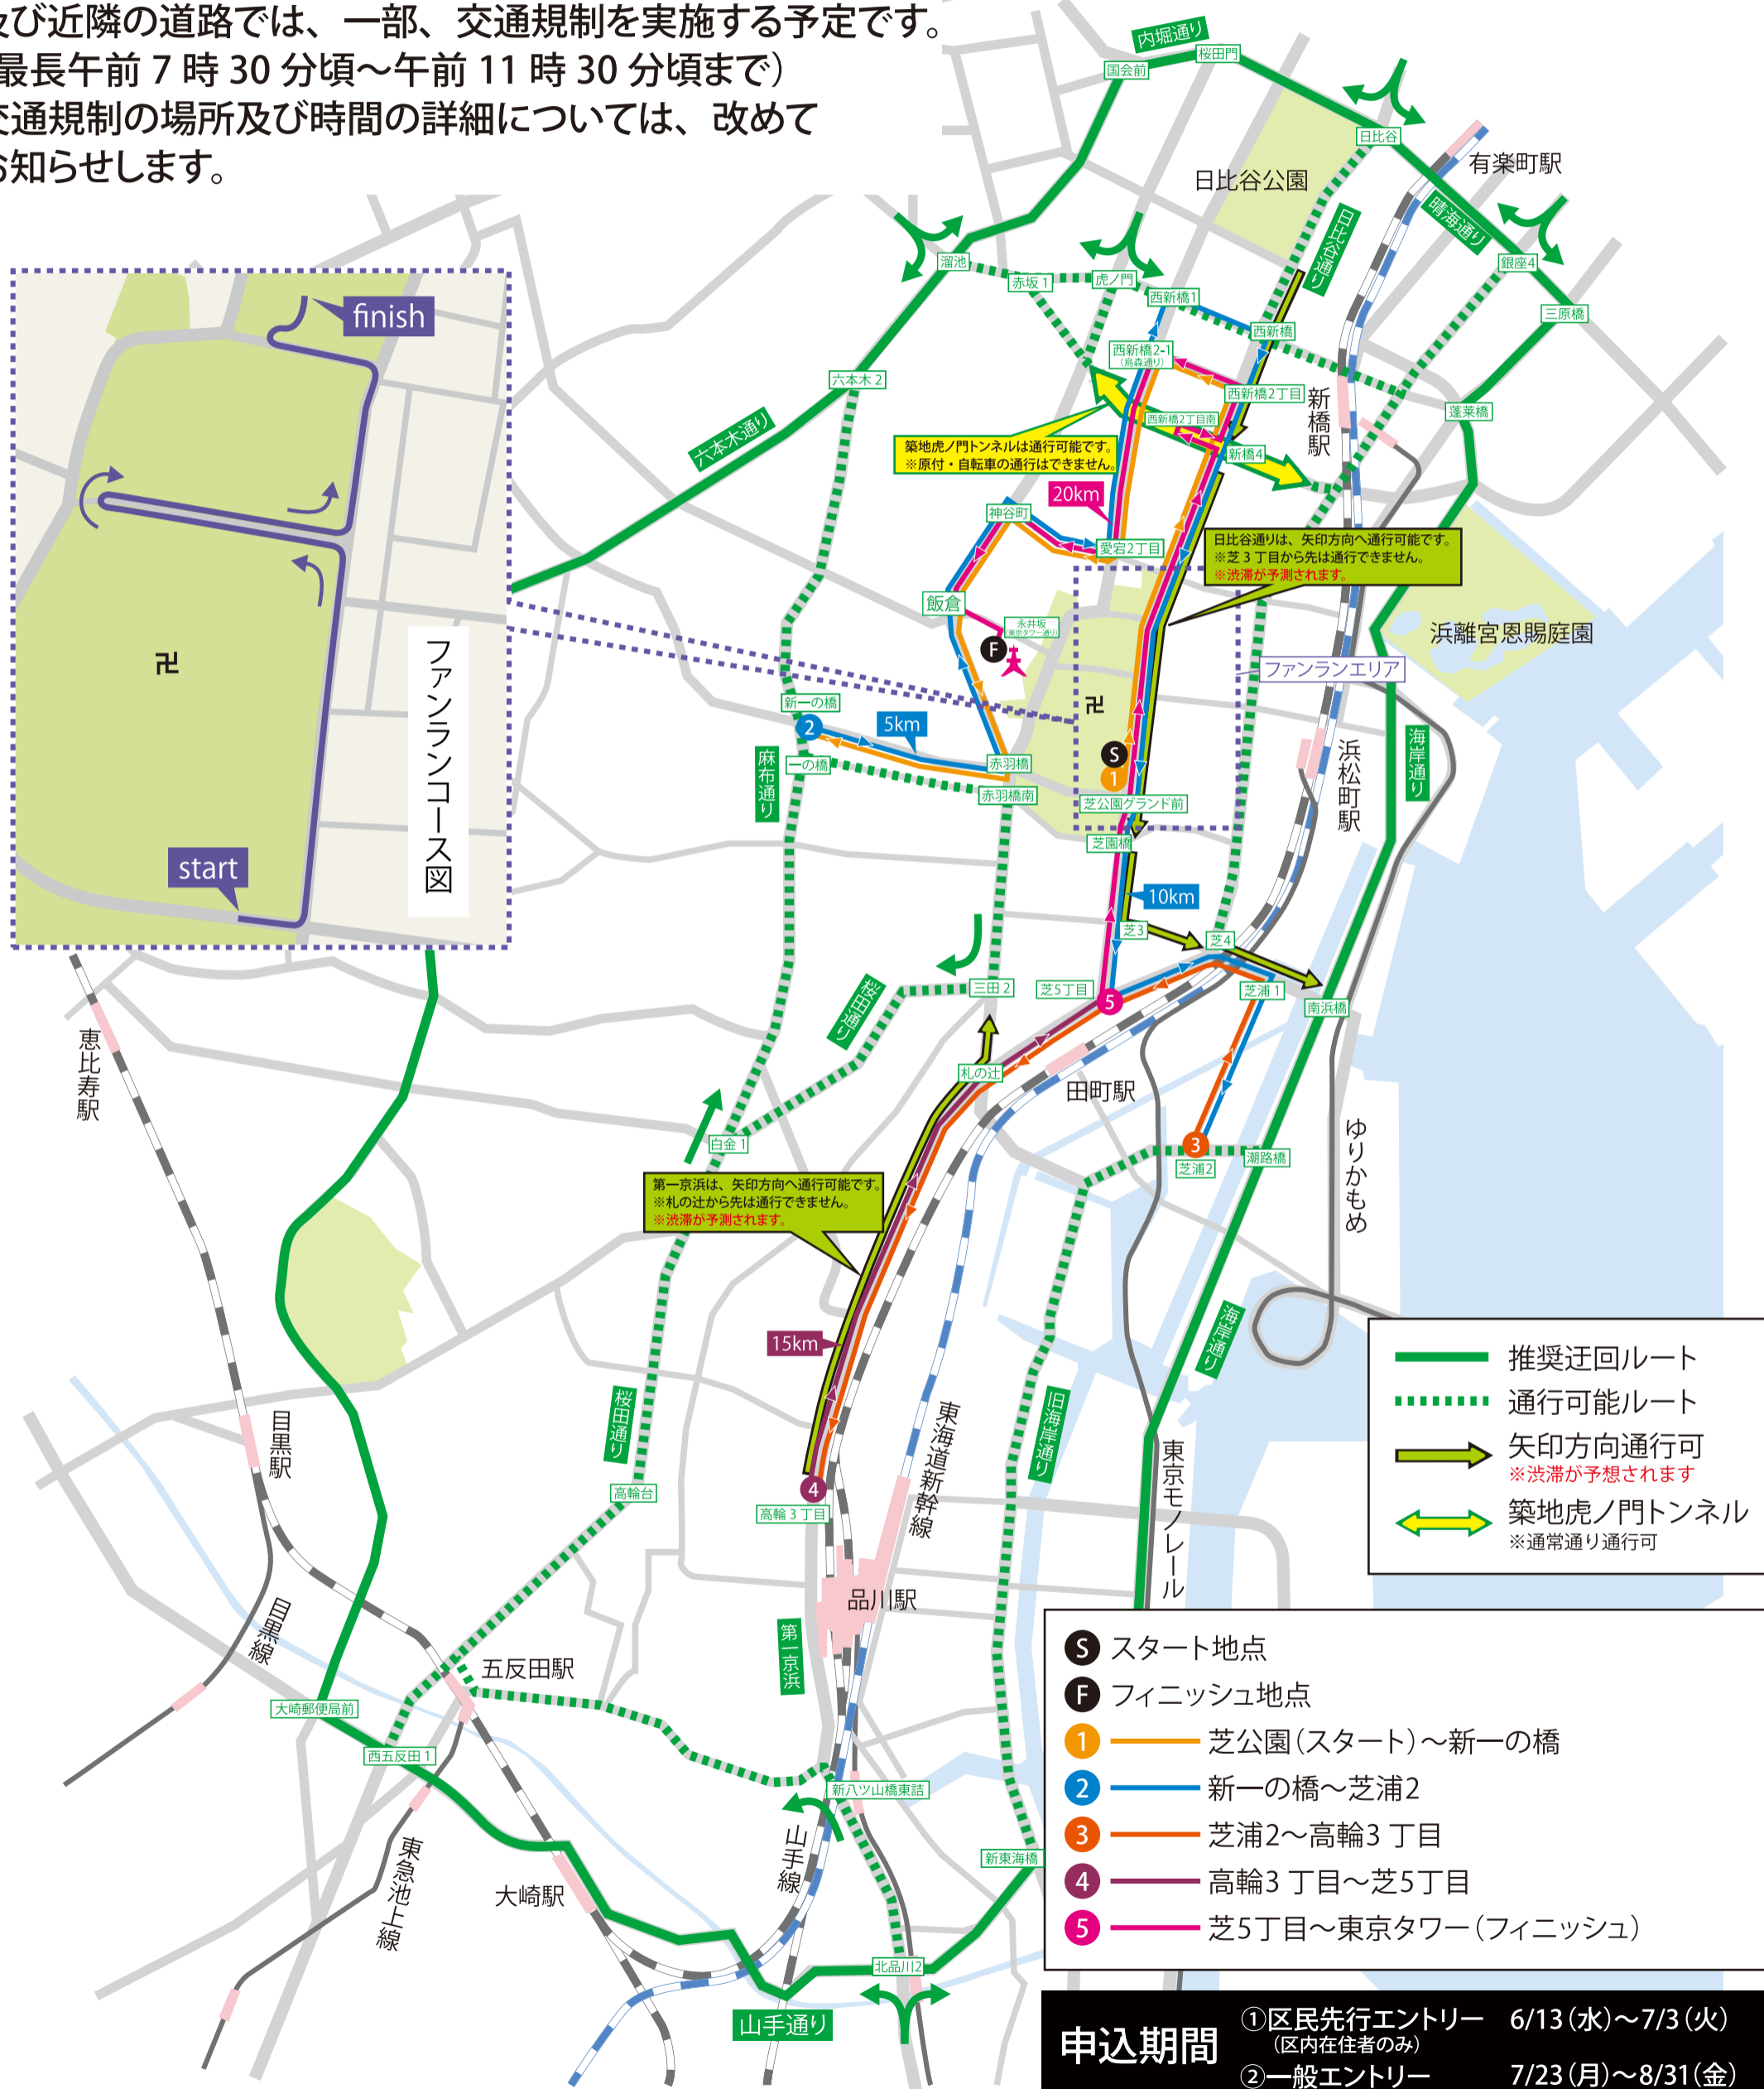 及び近隣の道路では、一部、交通規制を実施する予定です。
最長午前 7 時 30 分頃～午前 11 時 30 分頃まで）
交通規制の場所及び時間の詳細については、改めて
お知らせします。
内堀通り
桜田門
国会前
日比谷
有楽町駅
日比谷公園
日比谷通り
晴海通り
銀座4
三原橋
溜池
赤坂 1
虎ノ門
西新橋1
西新橋
西新橋2-1
（烏森通り）
六本木 2
西新橋2丁目
新橋駅
蓬莱橋
西新橋2丁目南
六本木通り
築地虎ノ門トンネルは通行可能です。
※原付・自転車の通行はできません。
新橋4
20km
神谷町
愛宕2丁目
日比谷通りは、矢印方向へ通行可能です。
※芝 3 丁目から先は通行できません。
※渋滞が予測されます。
飯倉
永井坂
（東京タワー通り）
F
浜離宮恩賜庭園
ファンランエリア
卍
新一の橋
2
5km
一の橋
麻布通り
赤羽橋
赤羽橋南
S
1
芝公園グランド前
芝園橋
浜松町駅
海岸通り
10km
芝3
芝4
finish
卍
start
ファンランコース図
三田 2
桜田通り
芝5丁目
5
芝浦 1
南浜橋
恵比寿駅
札の辻
田町駅
白金 1
3
芝浦2
潮路橋
ゆりかもめ
第一京浜は、矢印方向へ通行可能です。
※札の辻から先は通行できません。
※渋滞が予測されます。
15km
海岸通り
桜田通り
目黒駅
東海道新幹線
旧海岸通り
東京モノレール
高輪台
4
高輪 3 丁目
推奨迂回ルート
通行可能ルート
矢印方向通行可
※渋滞が予想されます
築地虎ノ門トンネル
※通常通り通行可
目黒線
品川駅
第一京浜
五反田駅
大崎郵便局前
西五反田 1
新八ツ山橋東詰
山手線
東急池上線
大崎駅
新東海橋
北品川2
山手通り
S スタート地点
F フィニッシュ地点
1 芝公園（スタート）～新一の橋
2 新一の橋～芝浦2
3 芝浦2～高輪3 丁目
4 高輪3 丁目～芝5丁目
5 芝5丁目～東京タワー（フィニッシュ）
申込期間
①区民先行エントリー 6/13（水）～7/3（火）
（区内在住者のみ）
②一般エントリー 7/23（月）～8/31（金）